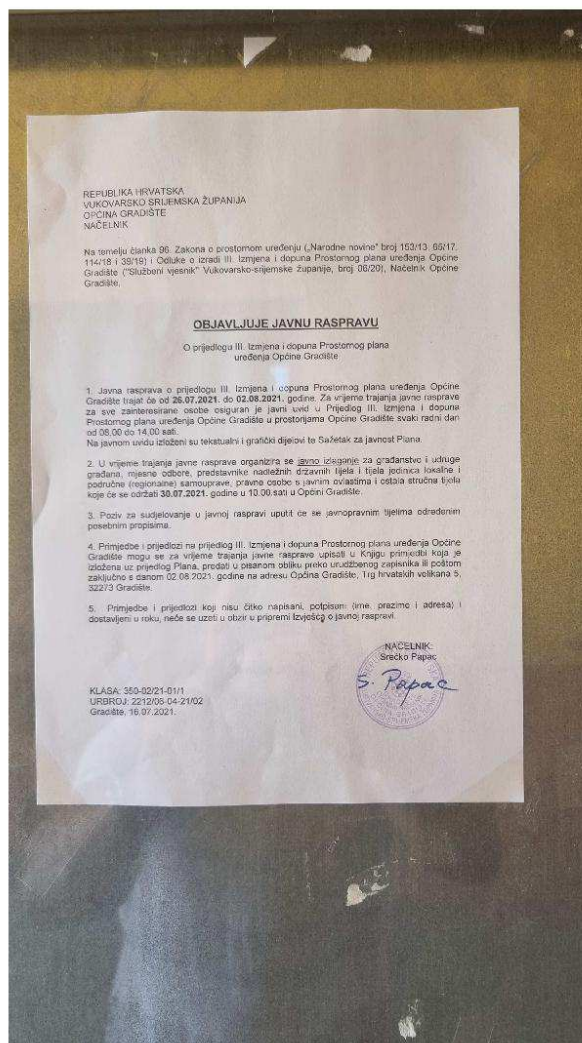 REPUBLIKA HRVATSKA
VUKOVARSKO SRIJEMSKA ŽUPANIJA
OPĆINA GRADIŠTE
NAČELNIK
Na temelju članka 96. Zakona o prostornom uređenju („Narodne novine" broj 153/13, 65/17,
114/18 i 39/19) i Odluke o izradi III. Izmjena i dopuna Prostornog plana uređenja Općine
Gradište ("Službeni vjesnik" Vukovarsko-srijemske županije, broj 06/20), Načelnik Općine
Gradište,
OBJAVLJUJE JAVNU RASPRAVU
O prijedlogu III. Izmjena i dopuna Prostornog plana
uređenja Općine Gradište
1. Javna rasprava o prijedlogu III. Izmjena i dopuna Prostornog plana uređenja Općine
Gradište trajat će od 26.07.2021. do 02.08.2021. godine. Za vrijeme trajanja javne rasprave
za sve zainteresirane osobe osiguran je javni uvid u Prijedlog III. Izmjena i dopuna
Prostornog plana uređenja Općine Gradište u prostorijama Općine Gradište svaki radni dan
od 08,00 do 14,00 sati.
Na javnom uvidu izloženi su tekstualni i grafički dijelovi te Sažetak za javnost Plana.
2. U vrijeme trajanja javne rasprave organizira se javno izlaganje za građanstvo i udruge
građana, mjesne odbore, predstavnike nadležnih državnih tijela i tijela jedinica lokalne i
područne (regionalne) samouprave, pravne osobe s javnim ovlastima i ostala stručna tijela
koje će se održati 30.07.2021. godine u 10.00 sati u Općini Gradište.
3. Poziv za sudjelovanje u javnoj raspravi uputit će se javnopravnim tijelima određenim
posebnim propisima.
4. Primjedbe i prijedlozi na prijedlog III. Izmjena i dopuna Prostornog plana uređenja Općine
Gradište mogu se za vrijeme trajanja javne rasprave upisati u Knjigu primjedbi koja je
izložena uz prijedlog Plana, predati u pisanom obliku preko urudžbenog zapisnika ili poštom
zaključno s danom 02.08.2021. godine na adresu Općina Gradište, Trg hrvatskih velikana 5,
32273 Gradište.
5. Primjedbe i prijedlozi koji nisu čitko napisani, potpisani (ime, prezime i adresa) i
dostavljeni u roku, neće se uzeti u obzir u pripremi Izvješća o javnoj raspravi.
NAČELNIK:
Srećko Papac
S. Papac
KLASA: 350-02/21-01/1
URBROJ: 2212/06-04-21/02
Gradište, 16.07.2021.